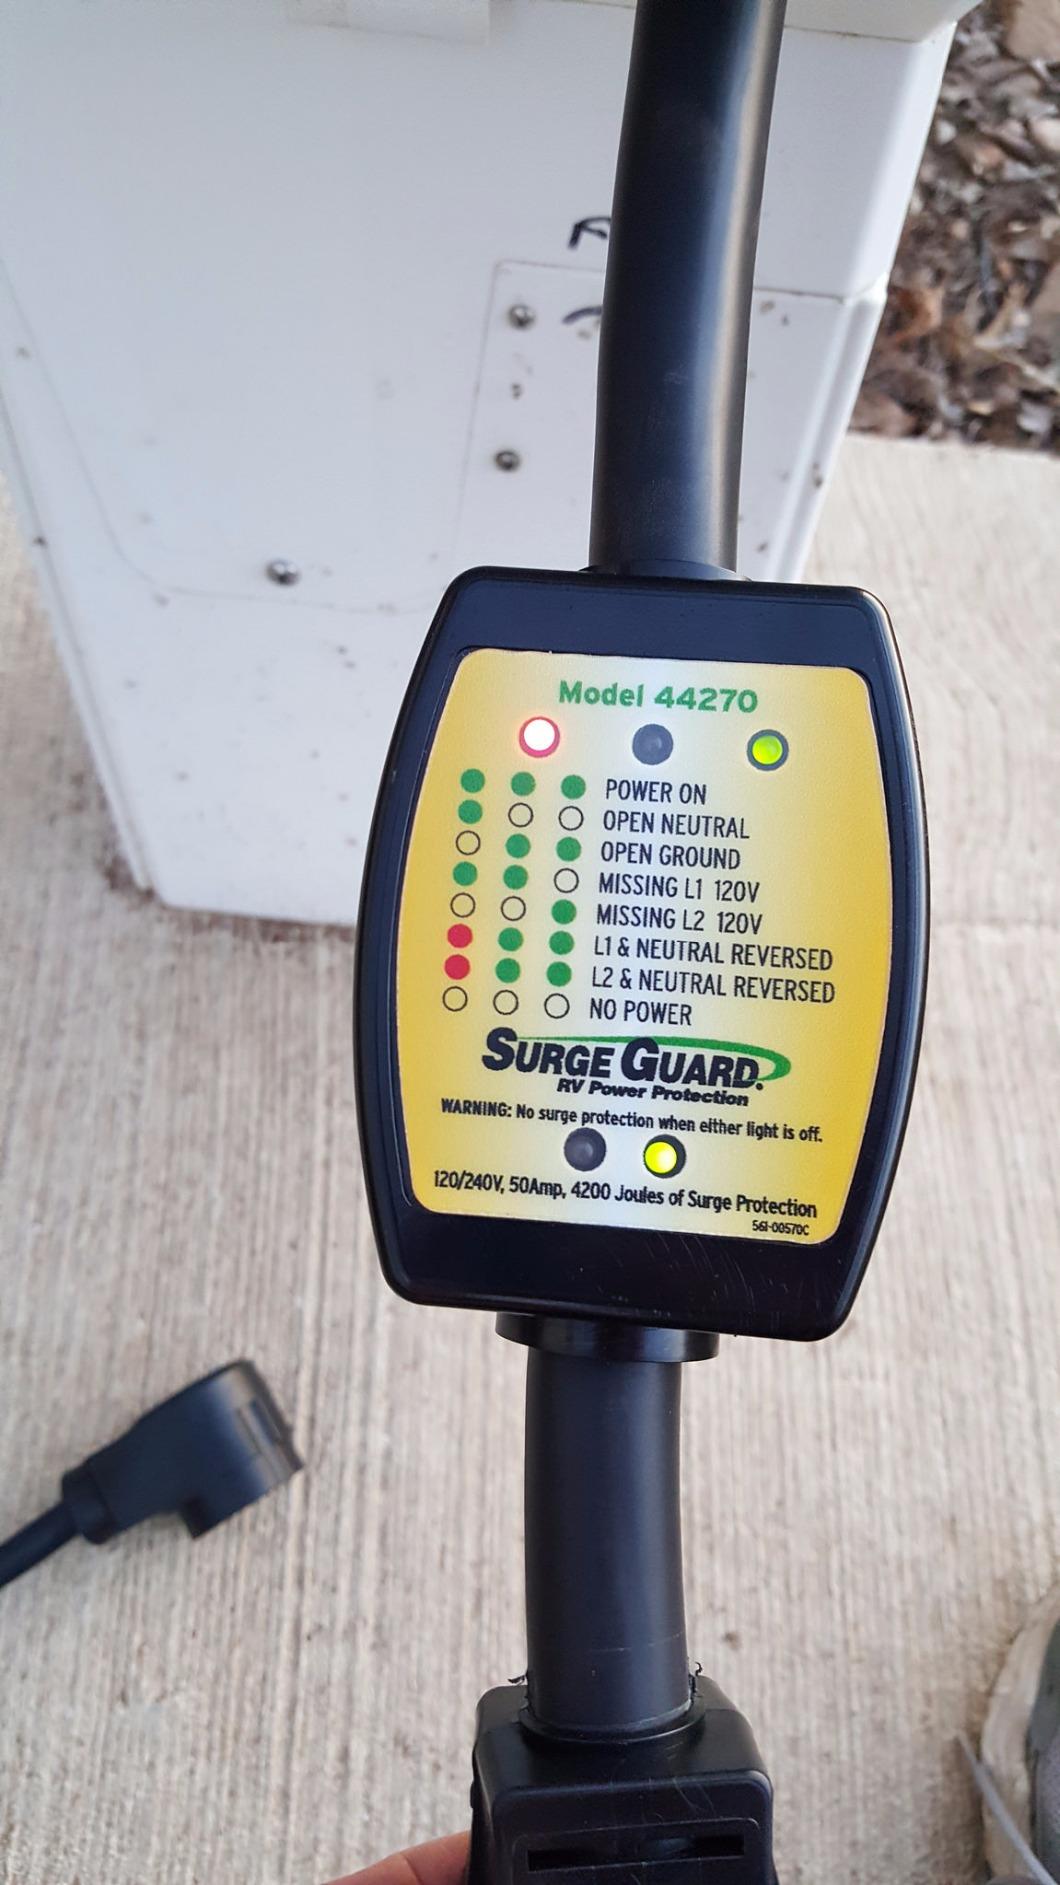 Model 44270
POWER ON
OPEN NEUTRAL
OPEN GROUND
MISSING L1 120V
MISSING L2 120V
L1 & NEUTRAL REVERSED
L2 & NEUTRAL REVERSED
NO POWER
SURGE GUARD.
RV Power Protection
WARNING: No surge protection when either light is off.
120/240V, 50Amp, 4200 Joules of Surge Protection
561-00570C